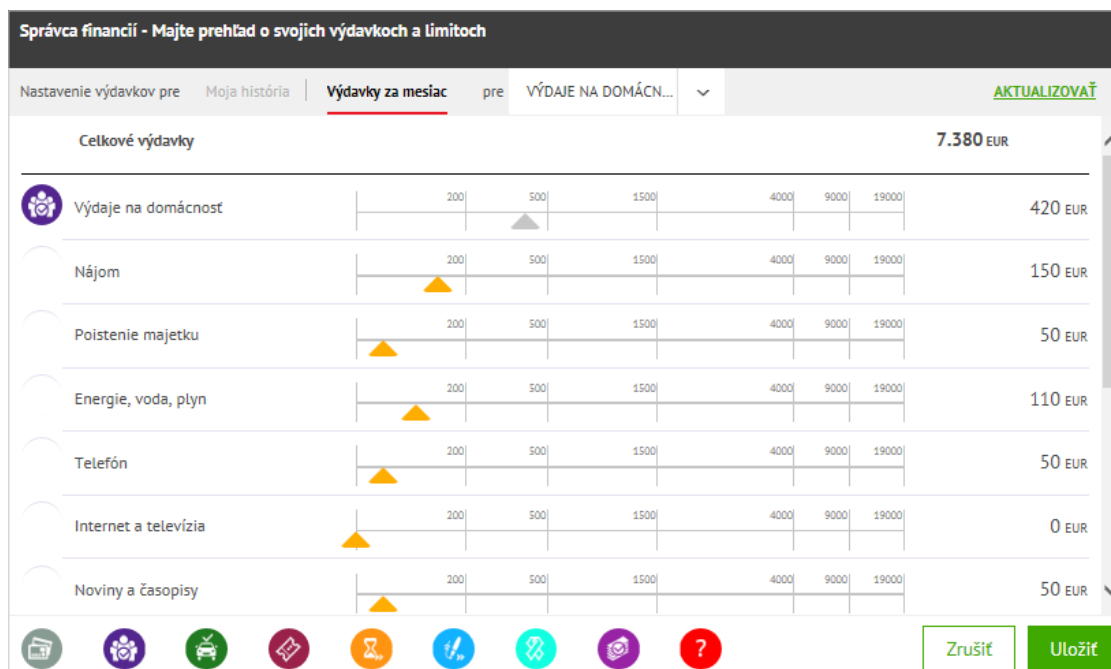 Správca financií - Majte prehľad o svojich výdavkoch a limitoch
Nastavenie výdavkov pre Moja história Výdavky za mesiac pre VÝDAJE NA DOMÁCN... AKTUALIZOVAŤ
Celkové výdavky 7.380 EUR
Výdaje na domácnosť 200 500 1500 4000 9000 19000 420 EUR
Nájom 200 500 1500 4000 9000 19000 150 EUR
Poistenie majetku 200 500 1500 4000 9000 19000 50 EUR
Energie, voda, plyn 200 500 1500 4000 9000 19000 110 EUR
Telefón 200 500 1500 4000 9000 19000 50 EUR
Internet a televízia 200 500 1500 4000 9000 19000 0 EUR
Noviny a časopisy 200 500 1500 4000 9000 19000 50 EUR
? Zrušiť Uložiť